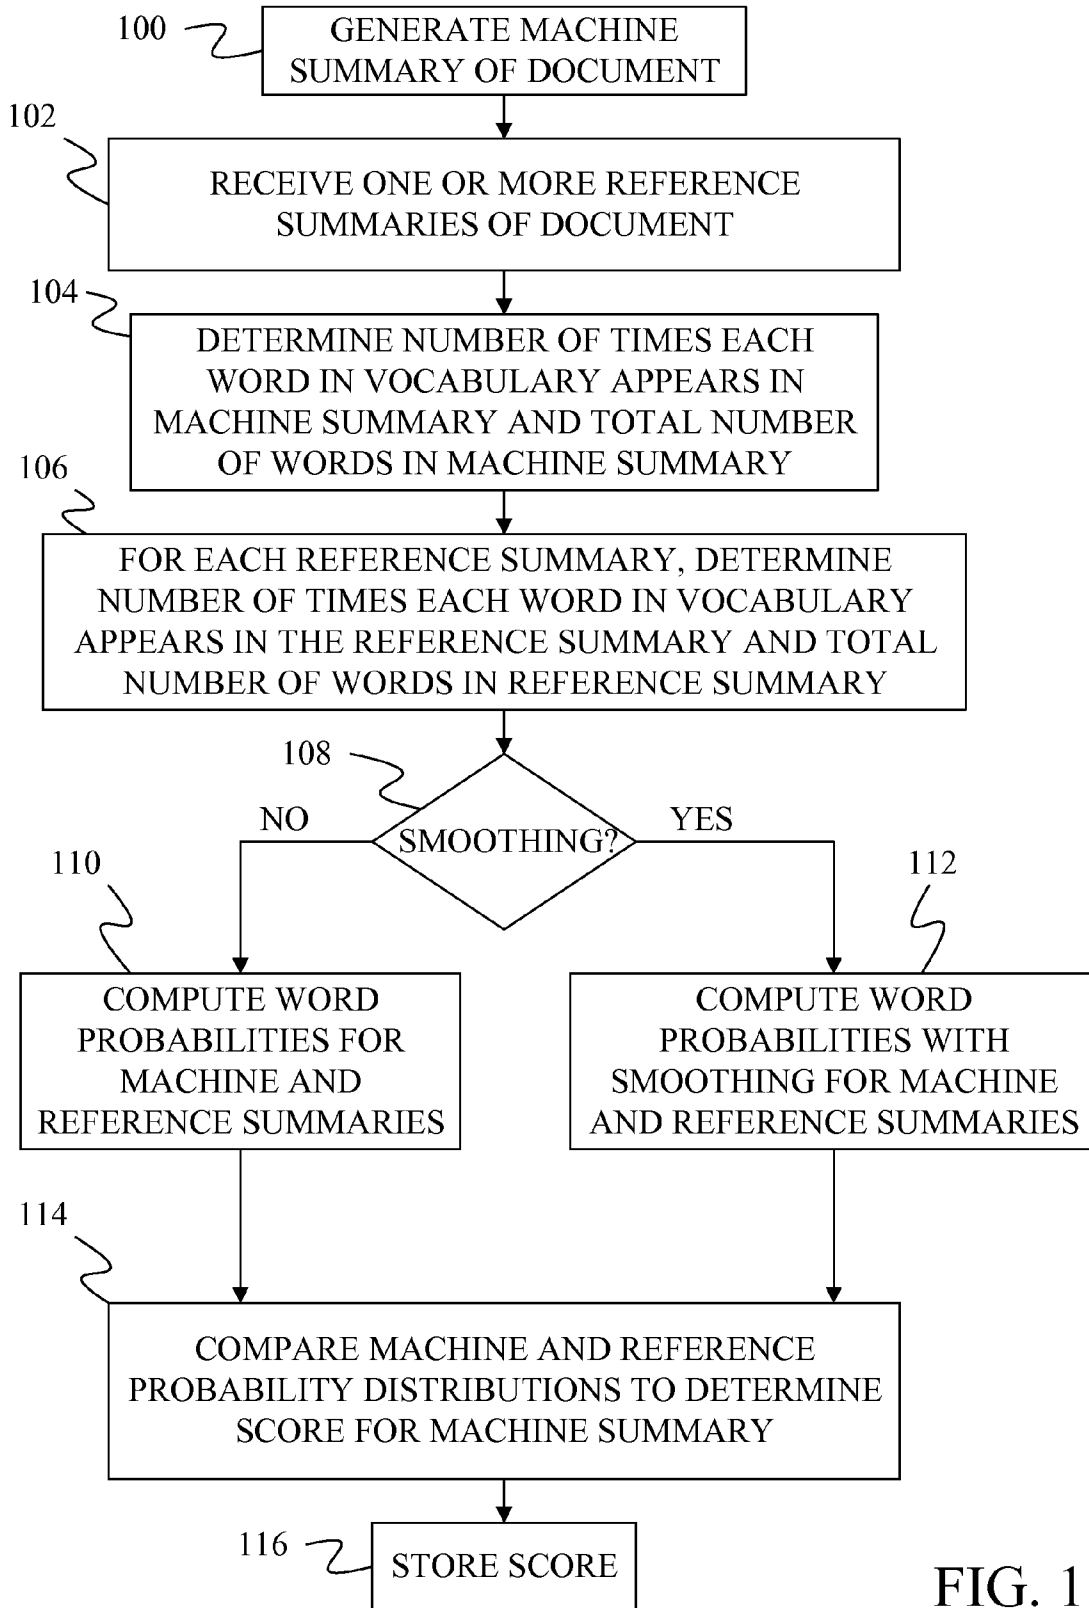 100
GENERATE MACHINE
SUMMARY OF DOCUMENT
102
RECEIVE ONE OR MORE REFERENCE
SUMMARIES OF DOCUMENT
104
DETERMINE NUMBER OF TIMES EACH
WORD IN VOCABULARY APPEARS IN
MACHINE SUMMARY AND TOTAL NUMBER
OF WORDS IN MACHINE SUMMARY
106
FOR EACH REFERENCE SUMMARY, DETERMINE
NUMBER OF TIMES EACH WORD IN VOCABULARY
APPEARS IN THE REFERENCE SUMMARY AND TOTAL
NUMBER OF WORDS IN REFERENCE SUMMARY
108
SMOOTHING?
NO
YES
110
COMPUTE WORD
PROBABILITIES FOR
MACHINE AND
REFERENCE SUMMARIES
112
COMPUTE WORD
PROBABILITIES WITH
SMOOTHING FOR MACHINE
AND REFERENCE SUMMARIES
114
COMPARE MACHINE AND REFERENCE
PROBABILITY DISTRIBUTIONS TO DETERMINE
SCORE FOR MACHINE SUMMARY
116
STORE SCORE
FIG. 1